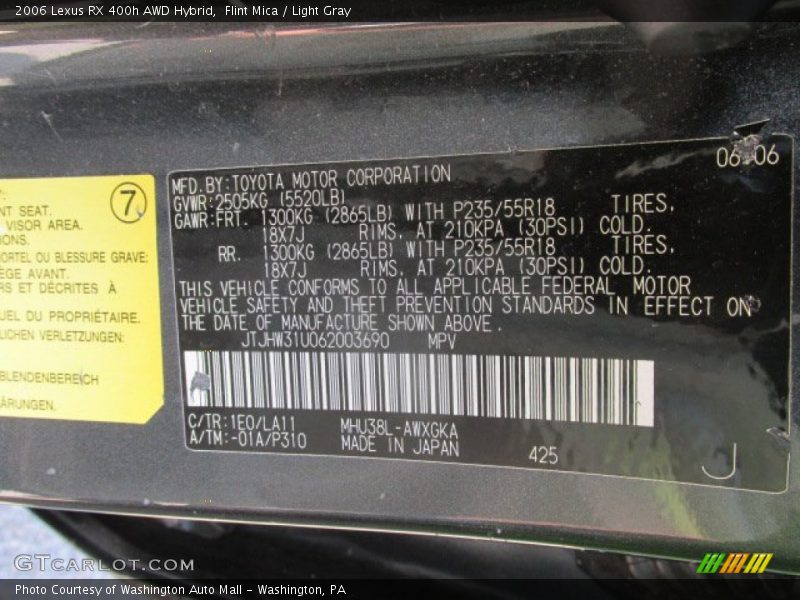 2006 Lexus RX 400h AWD Hybrid,  Flint Mica / Light Gray
06 06
MFD. BY: TOYOTA MOTOR CORPORATION
GVWR: 2505KG (5520LB)
GAWR: FRT. 1300KG (2865LB) WITH P235/55R18 TIRES,
18X7J RIMS, AT 210KPA (30PSI) COLD.
RR. 1300KG (2865LB) WITH P235/55R18 TIRES,
18X7J RIMS, AT 210KPA (30PSI) COLD.
THIS VEHICLE CONFORMS TO ALL APPLICABLE FEDERAL MOTOR
VEHICLE SAFETY AND THEFT PREVENTION STANDARDS IN EFFECT ON
THE DATE OF MANUFACTURE SHOWN ABOVE.
JTJHW31U062003690 MPV
C/TR: 1E0/LA11 MHU38L-AWXGKA
A/TM: -01A/P310 MADE IN JAPAN
425 J
7
NT SEAT.
VISOR AREA.
IONS.
MORTEL OU BLESSURE GRAVE:
ÈGE AVANT.
RS ET DÉCRITES À
UEL DU PROPRIÉTAIRE.
LICHEN VERLETZUNGEN:
BLENDENBEREICH
ÄRUNGEN.
GTCARLOT.COM
Photo Courtesy of Washington Auto Mall - Washington, PA